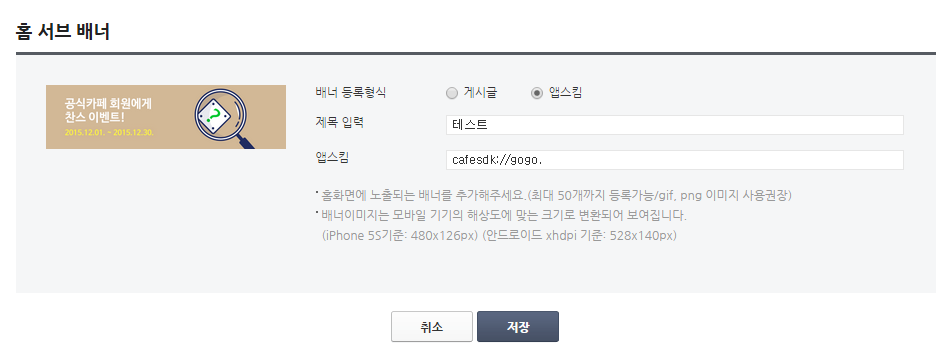 홈 서브 배너
공식카페 회원에게
찬스 이벤트!
2015.12.01. ~ 2015.12.30.
?
배너 등록형식 게시글 앱스킴
제목 입력 테스트
앱스킴 cafesdk://gogo.
홈화면에 노출되는 배너를 추가해주세요.(최대 50개까지 등록가능/gif, png 이미지 사용권장)
배너이미지는 모바일 기기의 해상도에 맞는 크기로 변환되어 보여집니다.
(iPhone 5S기준: 480x126px) (안드로이드 xhdpi 기준: 528x140px)
취소 저장